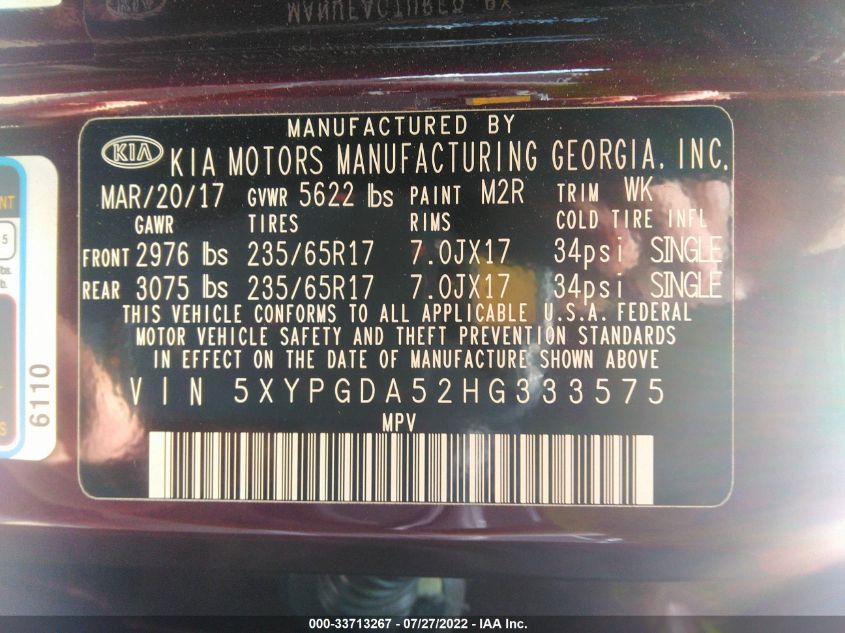 MANUFACTURED BY
KIA KIA MOTORS MANUFACTURING GEORGIA, INC.
MAR/20/17 GVWR 5622 lbs PAINT M2R TRIM WK
GAWR TIRES RIMS COLD TIRE INFL
FRONT 2976 lbs 235/65R17 7.0JX17 34psi SINGLE
REAR 3075 lbs 235/65R17 7.0JX17 34psi SINGLE
THIS VEHICLE CONFORMS TO ALL APPLICABLE U.S.A. FEDERAL
MOTOR VEHICLE SAFETY AND THEFT PREVENTION STANDARDS
IN EFFECT ON THE DATE OF MANUFACTURE SHOWN ABOVE
VIN 5XYPGDA52HG333575
MPV
6110
000-33713267 / 07/27/2022 - IAA Inc.